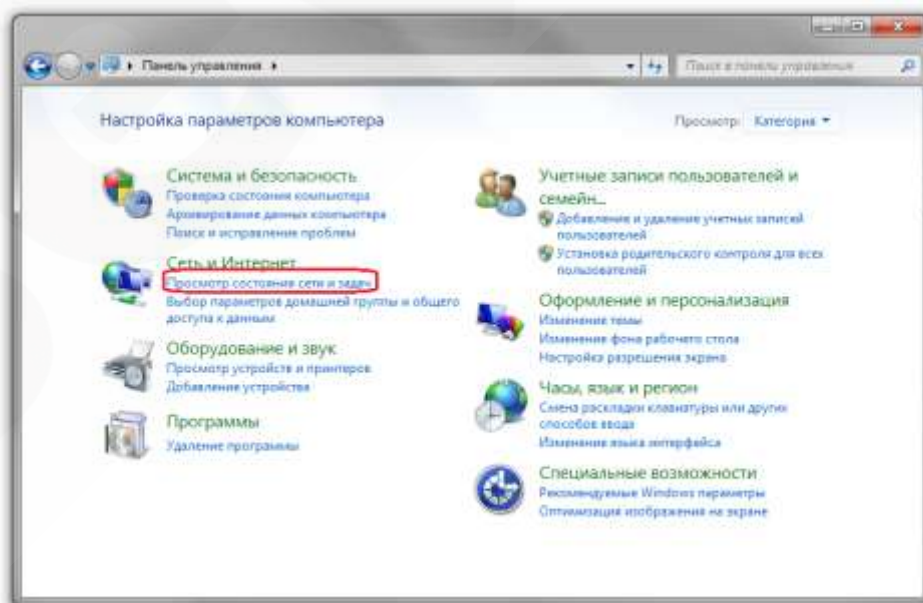 Панель управления
Поиск в панели управления
Настройка параметров компьютера
Просмотр: Категория
Система и безопасность
Проверка состояния компьютера
Архивирование данных компьютера
Поиск и исправление проблем
Сеть и Интернет
Просмотр состояния сети и задач
Выбор параметров домашней группы и общего
доступа к данным
Оборудование и звук
Просмотр устройств и принтеров
Добавление устройства
Программы
Удаление программы
Учетные записи пользователей и
семейн...
Добавление и удаление учетных записей
пользователей
Установка родительского контроля для всех
пользователей
Оформление и персонализация
Изменение темы
Изменение фона рабочего стола
Настройка разрешения экрана
Часы, язык и регион
Смена раскладки клавиатуры или других
способов ввода
Изменение языка интерфейса
Специальные возможности
Рекомендуемые Windows параметры
Оптимизация изображения на экране